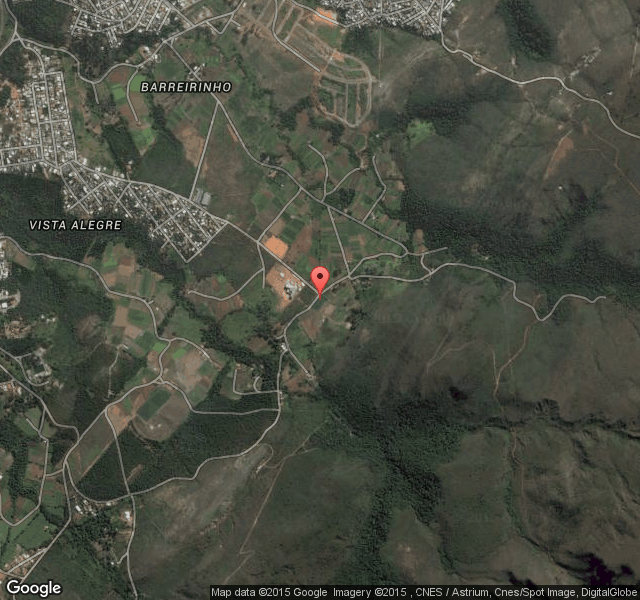 BARREIRINHO
VISTA ALEGRE
Google
Map data ©2015 Google Imagery ©2015 , CNES / Astrium, Cnes/Spot Image, DigitalGlobe